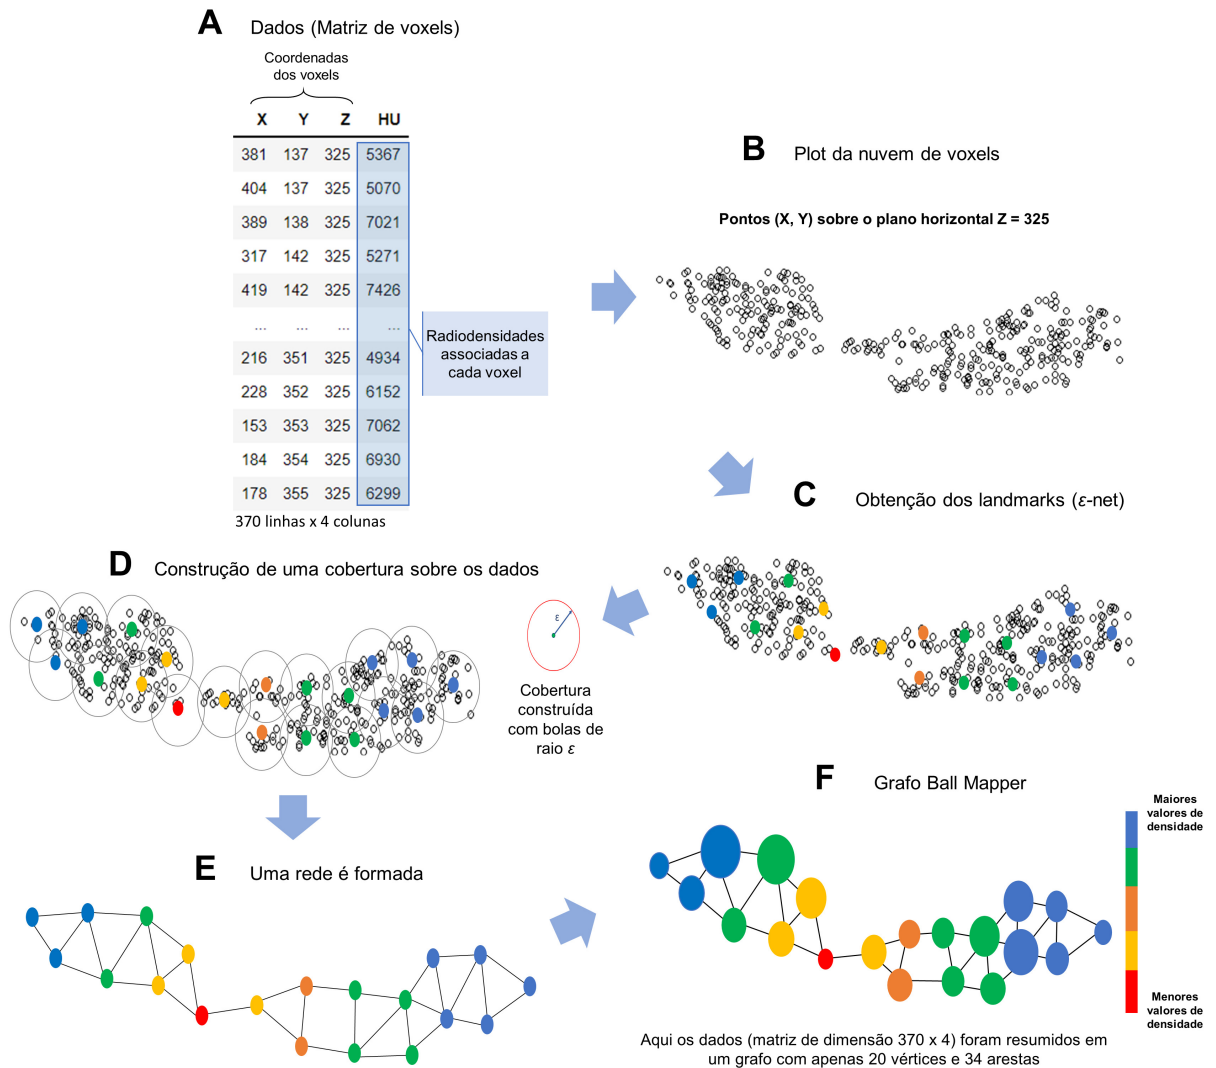 A Dados (Matriz de voxels)
Coordenadas
dos voxels
X Y Z HU
381 137 325 5367
404 137 325 5070
389 138 325 7021
317 142 325 5271
419 142 325 7426
... ... ... ...
216 351 325 4934
228 352 325 6152
153 353 325 7062
184 354 325 6930
178 355 325 6299
370 linhas x 4 colunas
Radiodensidades
associadas a
cada voxel
B Plot da nuvem de voxels
Pontos (X, Y) sobre o plano horizontal Z = 325
C Obtenção dos landmarks (ε-net)
D Construção de uma cobertura sobre os dados
ε
Cobertura
construída
com bolas de
raio ε
E Uma rede é formada
F Grafo Ball Mapper
Maiores
valores de
densidade
Menores
valores de
densidade
Aqui os dados (matriz de dimensão 370 x 4) foram resumidos em
um grafo com apenas 20 vértices e 34 arestas